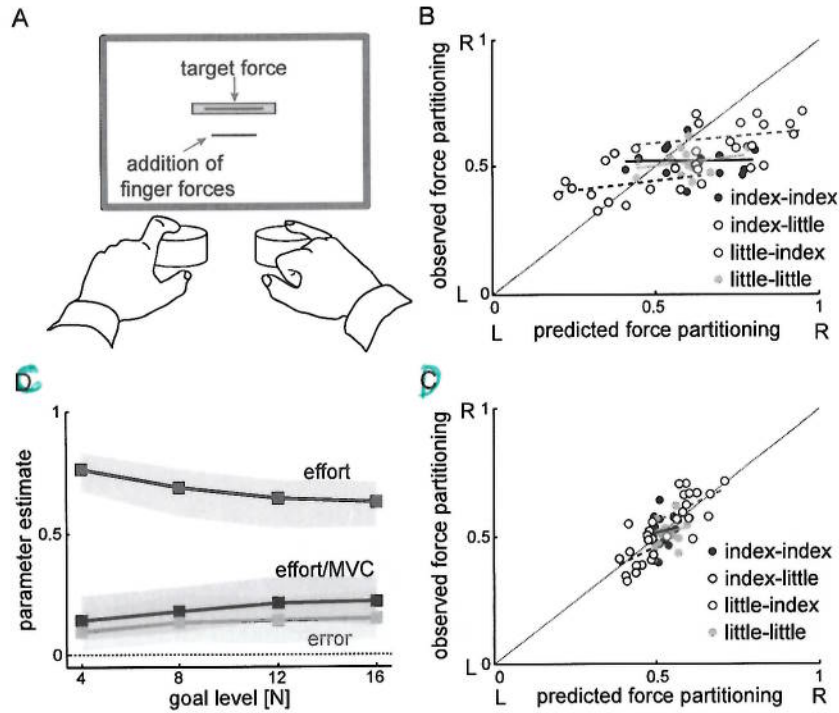 A
target force
addition of
finger forces
B
R 1
observed force partitioning
0.5
L 0
0.5
1
L
predicted force partitioning
R
index-index
index-little
little-index
little-little
D
1
parameter estimate
0.5
0
effort
effort/MVC
error
4
8
12
16
goal level [N]
C
R 1
observed force partitioning
0.5
L 0
0.5
1
L
predicted force partitioning
R
index-index
index-little
little-index
little-little